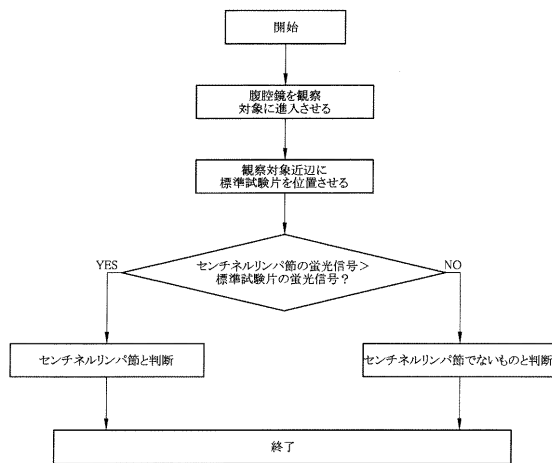 開始
腹腔鏡を観察
対象に進入させる
観察対象近辺に
標準試験片を位置させる
センチネルリンパ節の蛍光信号>
標準試験片の蛍光信号?
YES
NO
センチネルリンパ節と判断
センチネルリンパ節でないものと判断
終了